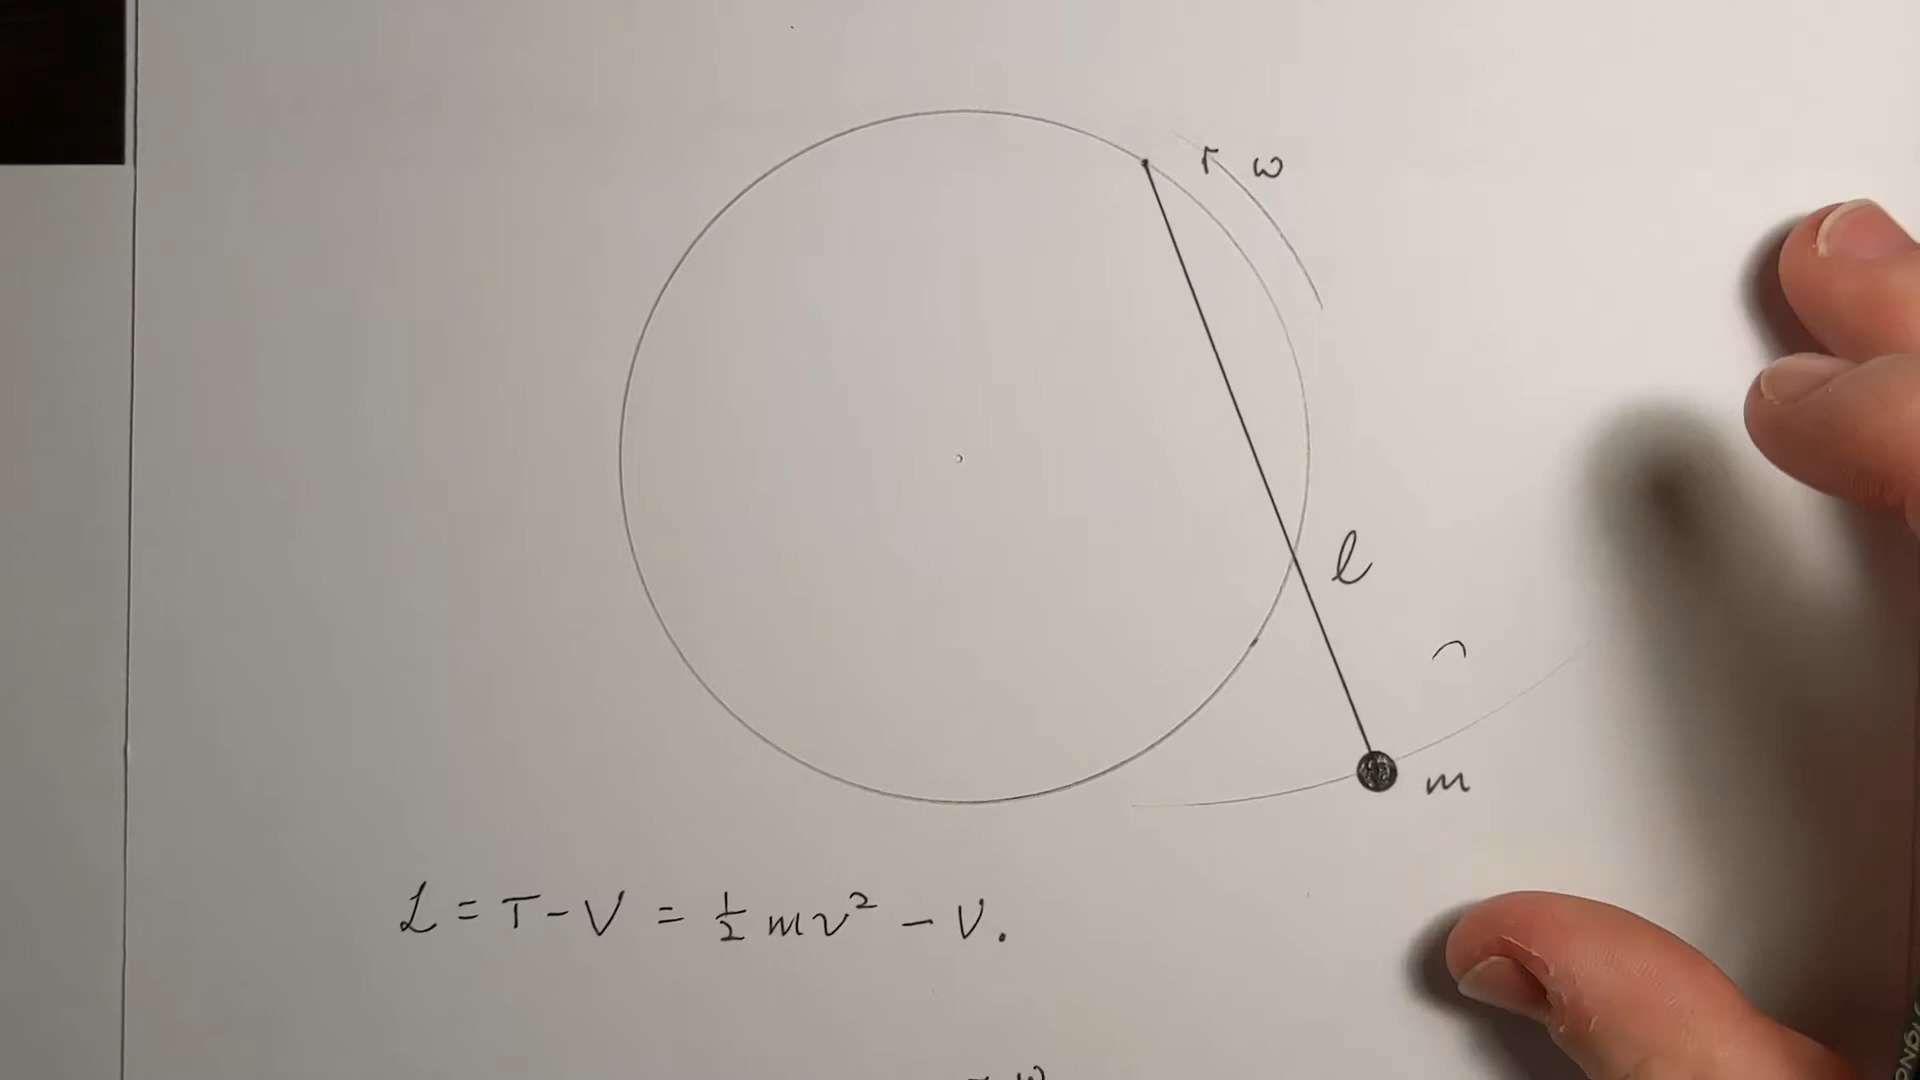 ω
l
m
ℒ = T - V = ½ mv² - V.
ω